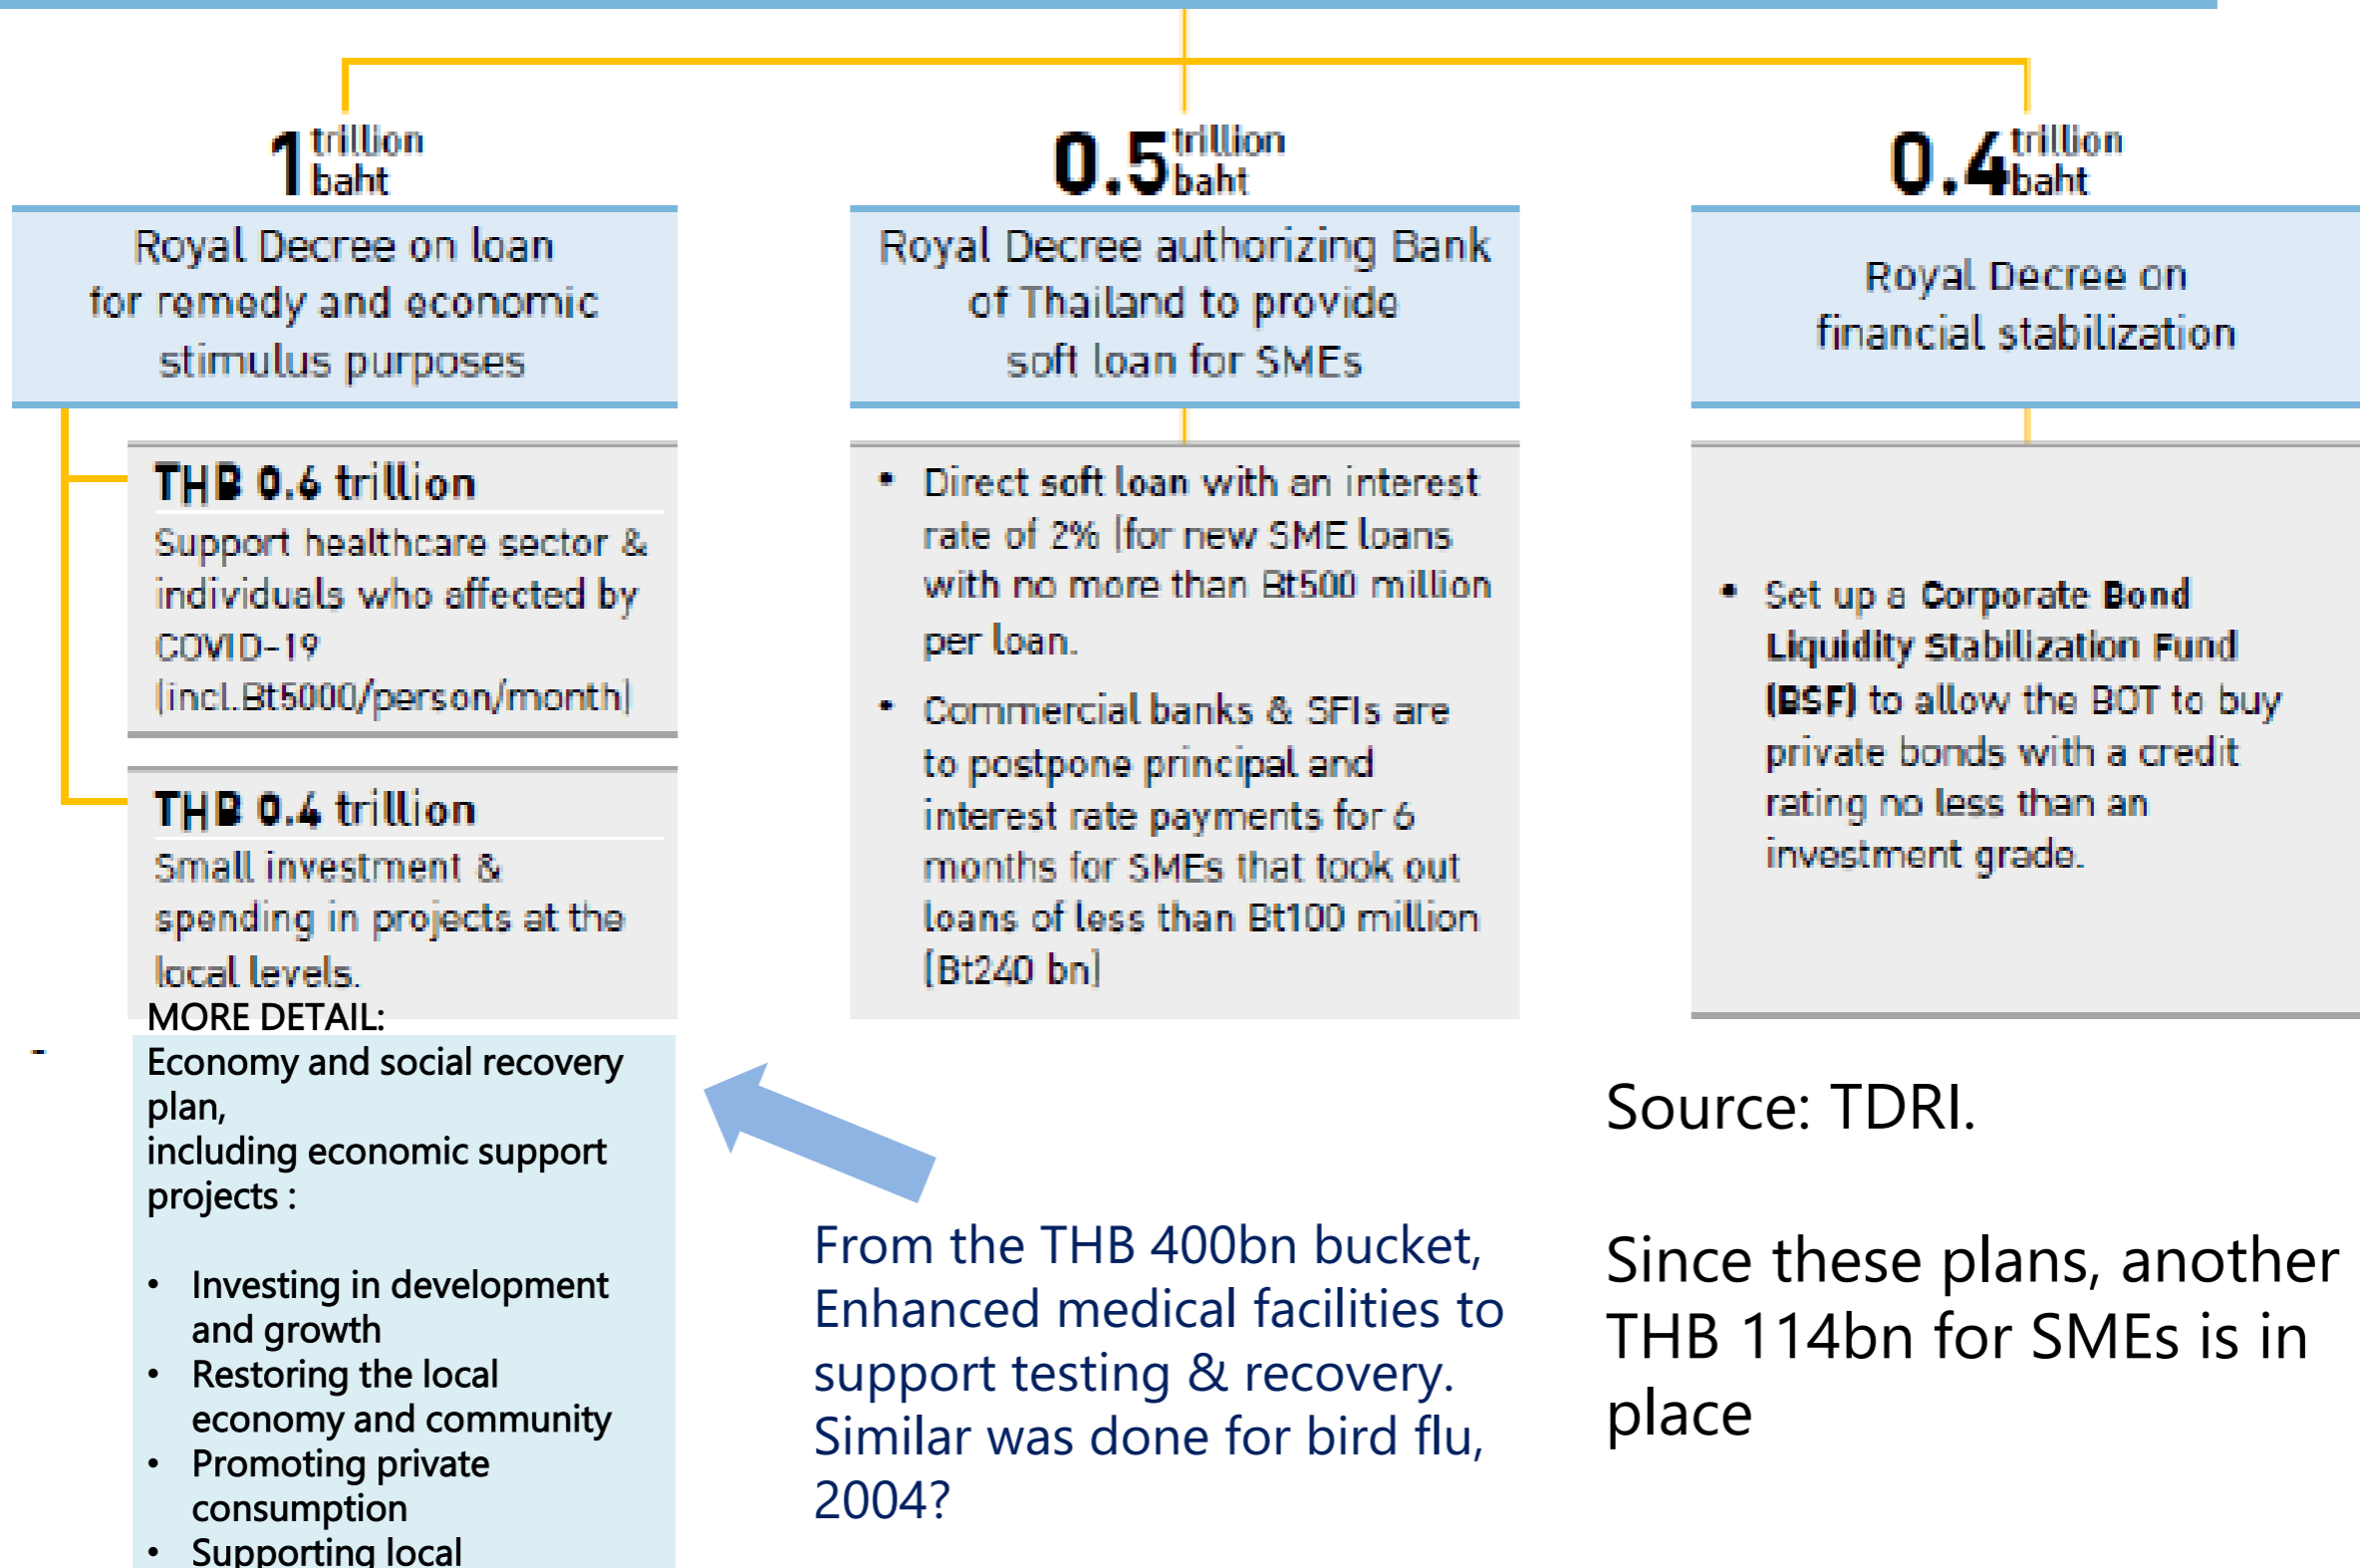 1 trillion
baht
Royal Decree on loan
for remedy and economic
stimulus purposes
THB 0.6 trillion
Support healthcare sector &
individuals who affected by
COVID-19
(incl.Bt5000/person/month)
THB 0.4 trillion
Small investment &
spending in projects at the
local levels.
MORE DETAIL:
Economy and social recovery
plan,
including economic support
projects :
• Investing in development
and growth
• Restoring the local
economy and community
• Promoting private
consumption
• Supporting local
0.5 trillion
baht
Royal Decree authorizing Bank
of Thailand to provide
soft loan for SMEs
• Direct soft loan with an interest
rate of 2% (for new SME loans
with no more than Bt500 million
per loan.
• Commercial banks & SFIs are
to postpone principal and
interest rate payments for 6
months for SMEs that took out
loans of less than Bt100 million
(Bt240 bn)
From the THB 400bn bucket,
Enhanced medical facilities to
support testing & recovery.
Similar was done for bird flu,
2004?
0.4 trillion
baht
Royal Decree on
financial stabilization
• Set up a Corporate Bond
Liquidity Stabilization Fund
(BSF) to allow the BOT to buy
private bonds with a credit
rating no less than an
investment grade.
Source: TDRI.
Since these plans, another
THB 114bn for SMEs is in
place